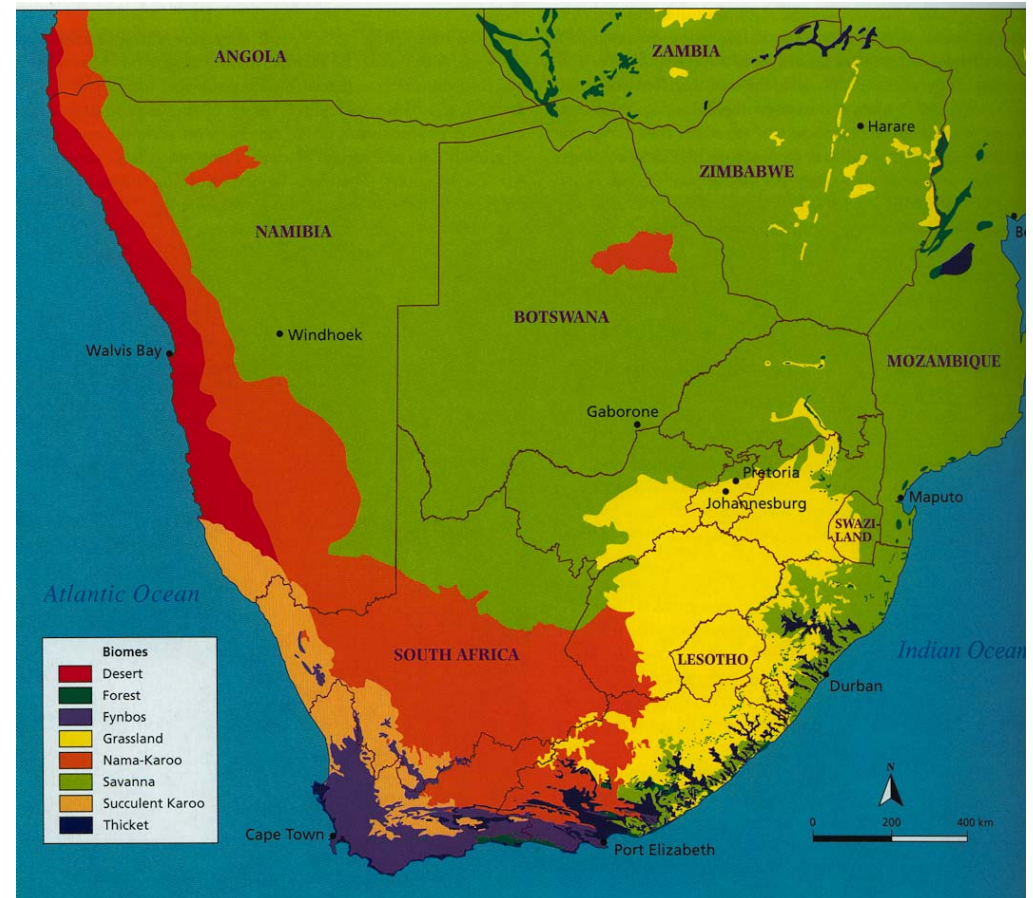 ANGOLA
ZAMBIA
Harare
ZIMBABWE
NAMIBIA
BOTSWANA
Windhoek
Walvis Bay
MOZAMBIQUE
Gaborone
Pretoria
Johannesburg
Maputo
SWAZI-
LAND
Atlantic Ocean
SOUTH AFRICA
LESOTHO
Indian Ocean
Durban
Biomes
Desert
Forest
Fynbos
Grassland
Nama-Karoo
Savanna
Succulent Karoo
Thicket
N
0 200 400 km
Cape Town
Port Elizabeth